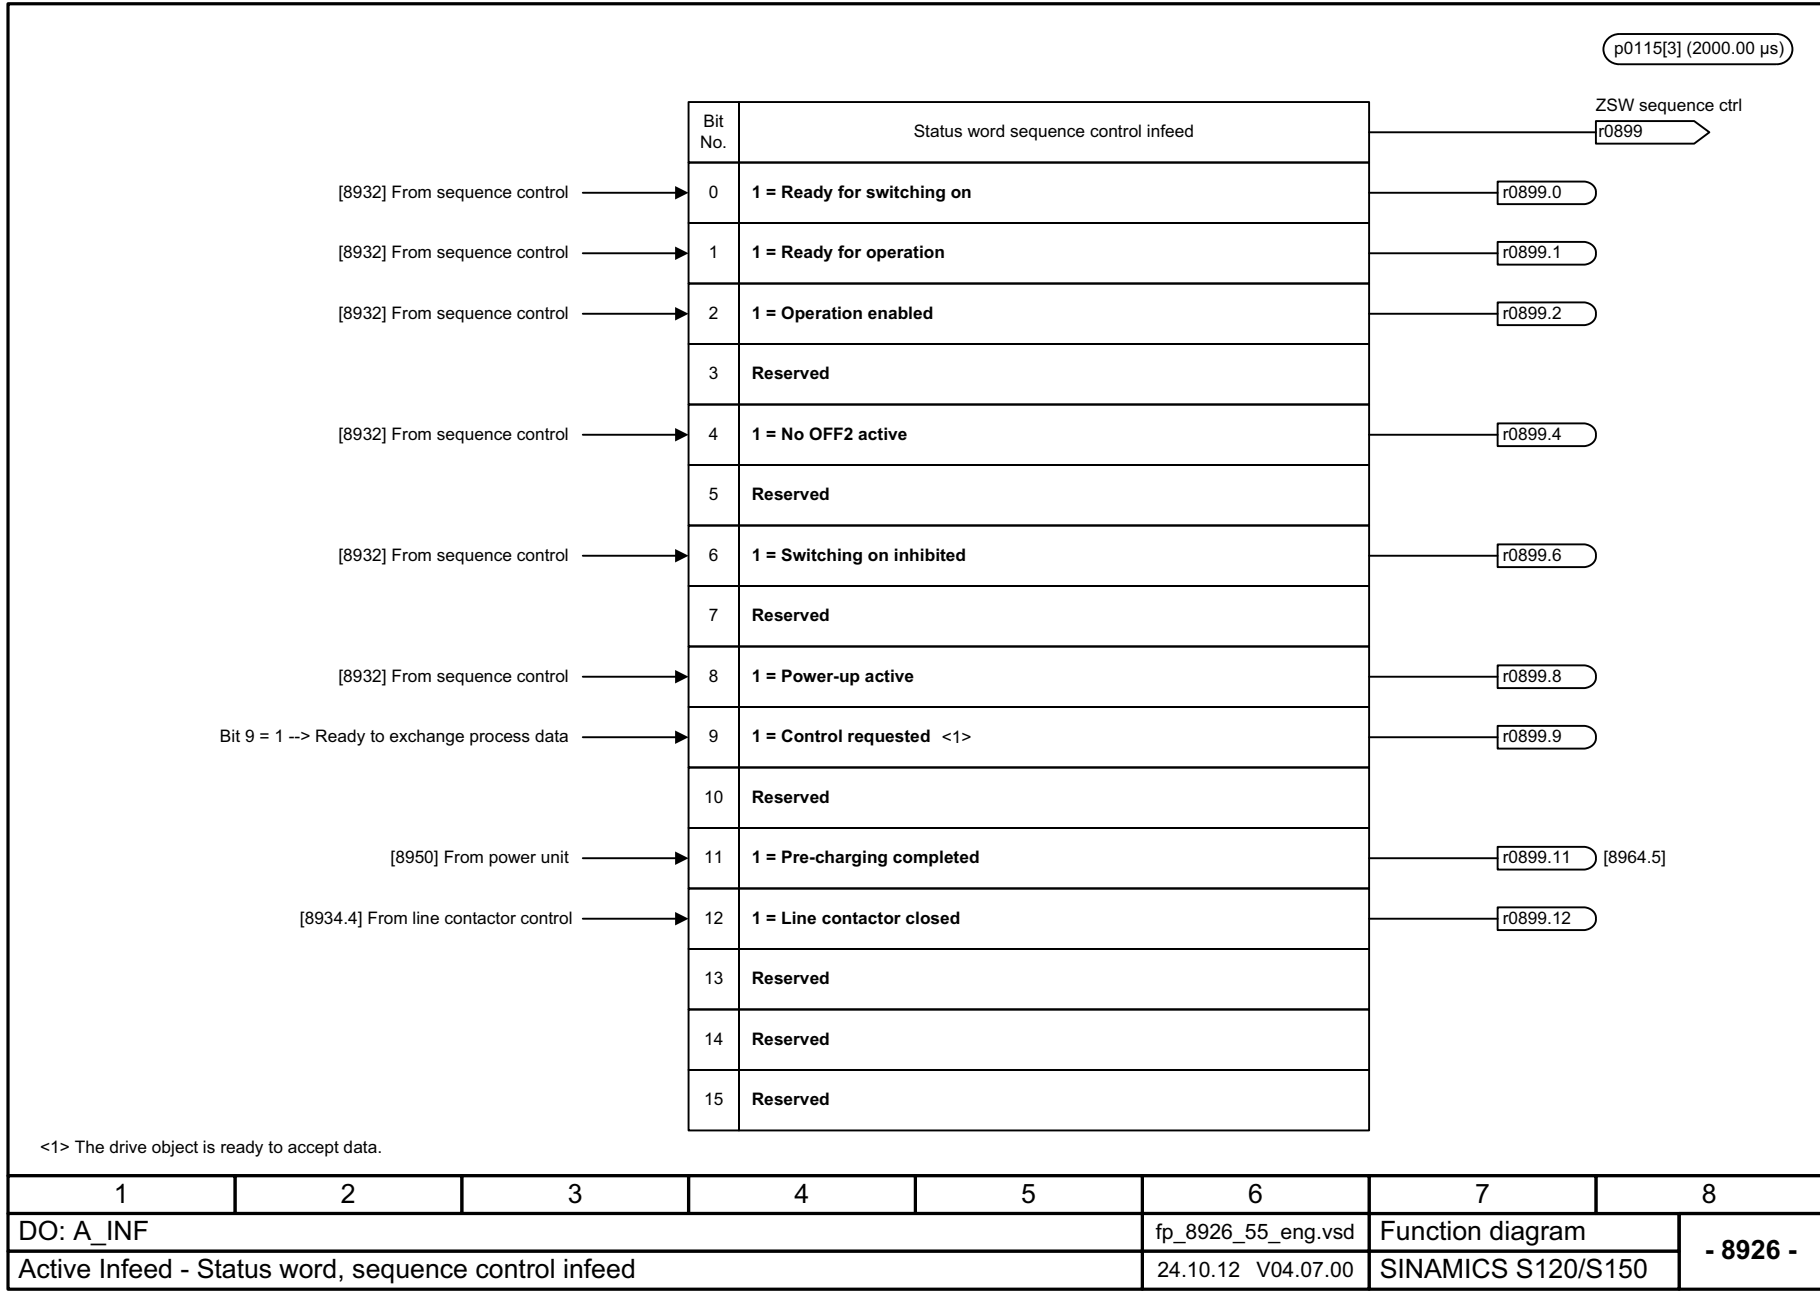 p0115[3] (2000.00 µs)
ZSW sequence ctrl
Bit No. Status word sequence control infeed r0899
[8932] From sequence control 0 1 = Ready for switching on r0899.0
[8932] From sequence control 1 1 = Ready for operation r0899.1
[8932] From sequence control 2 1 = Operation enabled r0899.2
3 Reserved
[8932] From sequence control 4 1 = No OFF2 active r0899.4
5 Reserved
[8932] From sequence control 6 1 = Switching on inhibited r0899.6
7 Reserved
[8932] From sequence control 8 1 = Power-up active r0899.8
Bit 9 = 1 --> Ready to exchange process data 9 1 = Control requested <1> r0899.9
10 Reserved
[8950] From power unit 11 1 = Pre-charging completed r0899.11 [8964.5]
[8934.4] From line contactor control 12 1 = Line contactor closed r0899.12
13 Reserved
14 Reserved
15 Reserved
<1> The drive object is ready to accept data.
1 2 3 4 5 6 7 8
DO: A_INF fp_8926_55_eng.vsd Function diagram - 8926 -
Active Infeed - Status word, sequence control infeed 24.10.12 V04.07.00 SINAMICS S120/S150